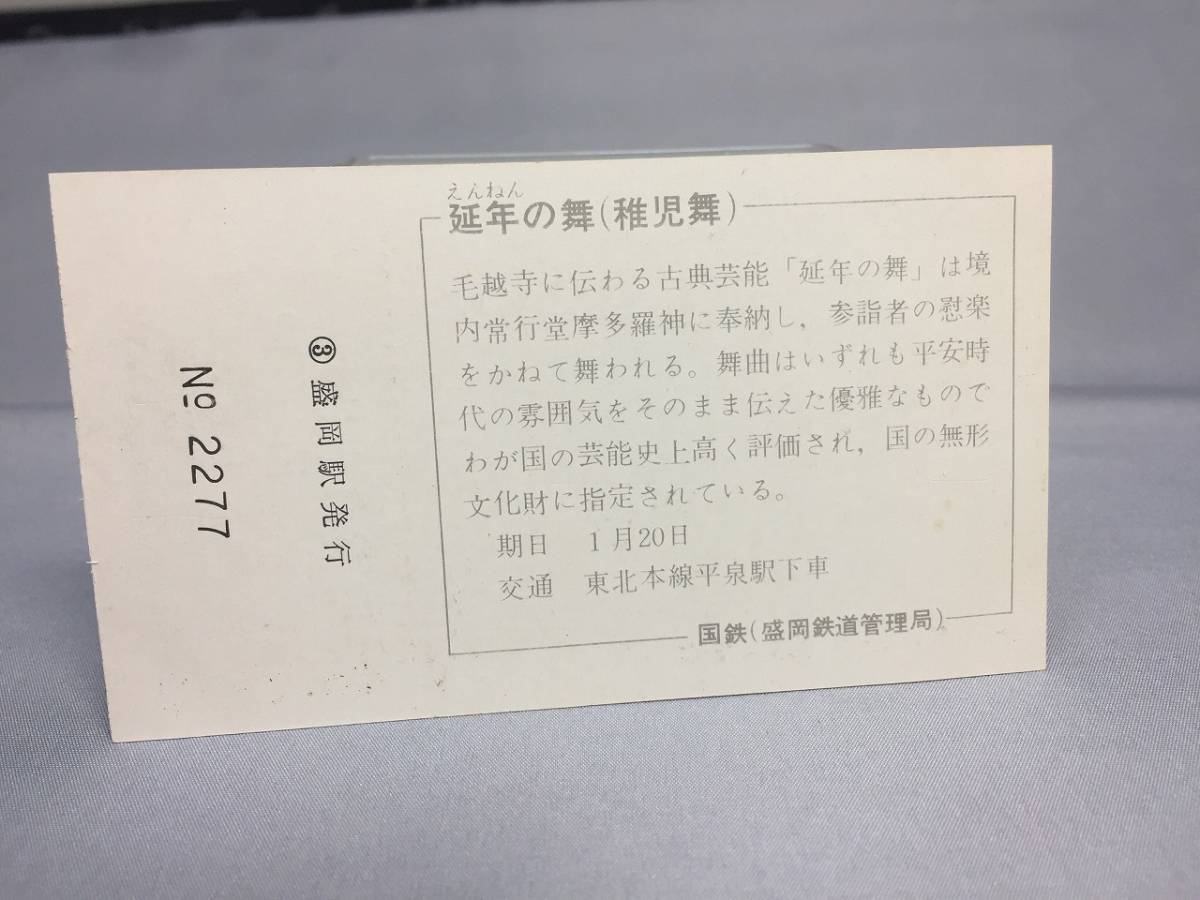 えんねん
延年の舞(稚児舞)
毛越寺に伝わる古典芸能「延年の舞」は境
内常行堂摩多羅神に奉納し，参詣者の慰楽
をかねて舞われる。舞曲はいずれも平安時
代の雰囲気をそのまま伝えた優雅なもので
わが国の芸能史上高く評価され，国の無形
文化財に指定されている。
期日　1月20日
交通　東北本線平泉駅下車
国鉄(盛岡鉄道管理局)
③ 盛岡駅発行
№ 2277